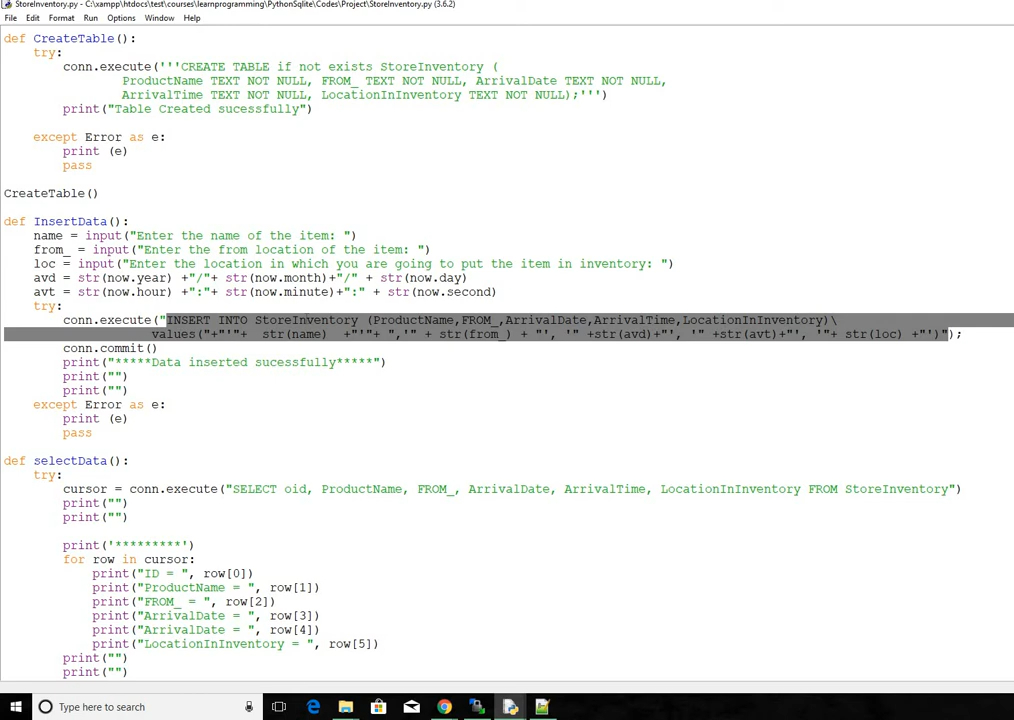 StoreInventory.py - C:\xampp\htdocs\test\courses\learnprogramming\PythonSqlite\Codes\Project\StoreInventory.py (3.6.2)
File Edit Format Run Options Window Help
def CreateTable():
    try:
        conn.execute('''CREATE TABLE if not exists StoreInventory (
                ProductName TEXT NOT NULL, FROM_ TEXT NOT NULL, ArrivalDate TEXT NOT NULL,
                ArrivalTime TEXT NOT NULL, LocationInInventory TEXT NOT NULL);''')
        print("Table Created sucessfully")
    except Error as e:
        print (e)
        pass
CreateTable()
def InsertData():
    name = input("Enter the name of the item: ")
    from_ = input("Enter the from location of the item: ")
    loc = input("Enter the location in which you are going to put the item in inventory: ")
    avd = str(now.year) +"/"+ str(now.month)+"/" + str(now.day)
    avt = str(now.hour) +":"+ str(now.minute)+":" + str(now.second)
    try:
        conn.execute("INSERT INTO StoreInventory (ProductName,FROM_,ArrivalDate,ArrivalTime,LocationInInventory)\
                    values("+"'"+  str(name)  +"'"+ ",'" + str(from_) + "', '" +str(avd)+"', '" +str(avt)+"', '"+ str(loc) +"')");
        conn.commit()
        print("*****Data inserted sucessfully*****")
        print("")
        print("")
    except Error as e:
        print (e)
        pass
def selectData():
    try:
        cursor = conn.execute("SELECT oid, ProductName, FROM_, ArrivalDate, ArrivalTime, LocationInInventory FROM StoreInventory")
        print("")
        print("")
        print('*********')
        for row in cursor:
            print("ID = ", row[0])
            print("ProductName = ", row[1])
            print("FROM_ = ", row[2])
            print("ArrivalDate = ", row[3])
            print("ArrivalDate = ", row[4])
            print("LocationInInventory = ", row[5])
        print("")
        print("")
Type here to search